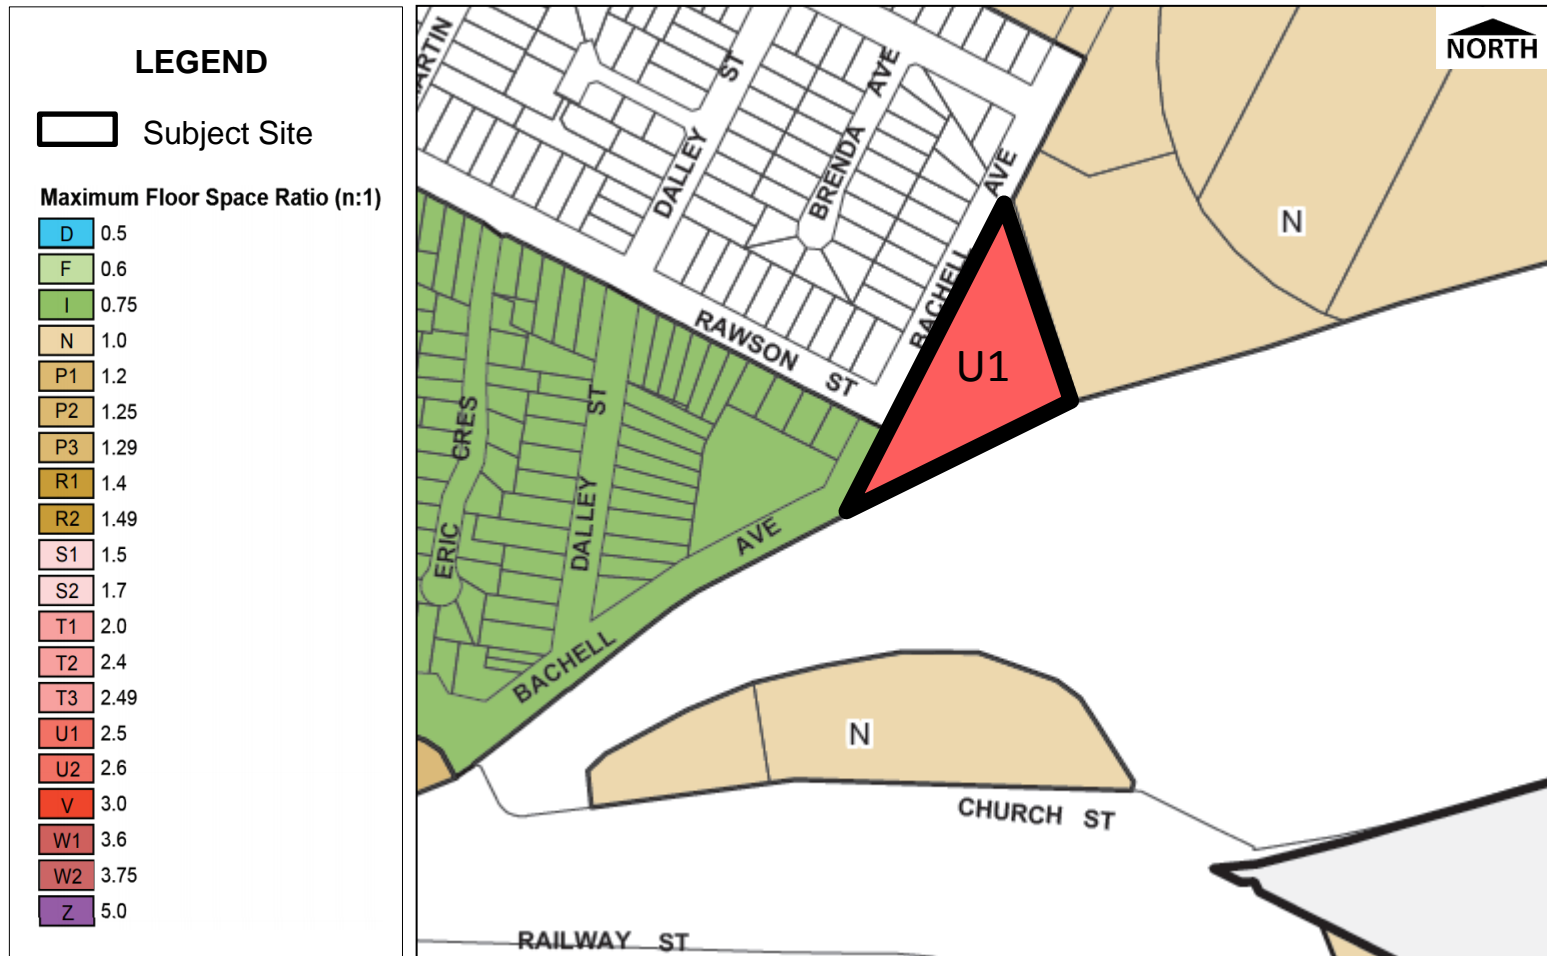 LEGEND
Subject Site
Maximum Floor Space Ratio (n:1)
D 0.5
F 0.6
I 0.75
N 1.0
P1 1.2
P2 1.25
P3 1.29
R1 1.4
R2 1.49
S1 1.5
S2 1.7
T1 2.0
T2 2.4
T3 2.49
U1 2.5
U2 2.6
V 3.0
W1 3.6
W2 3.75
Z 5.0
NORTH
DALLEY ST
BRENDA AVE
BACHELL AVE
N
RAWSON ST
U1
ERIC CRES
DALLEY ST
BACHELL AVE
N
CHURCH ST
RAILWAY ST